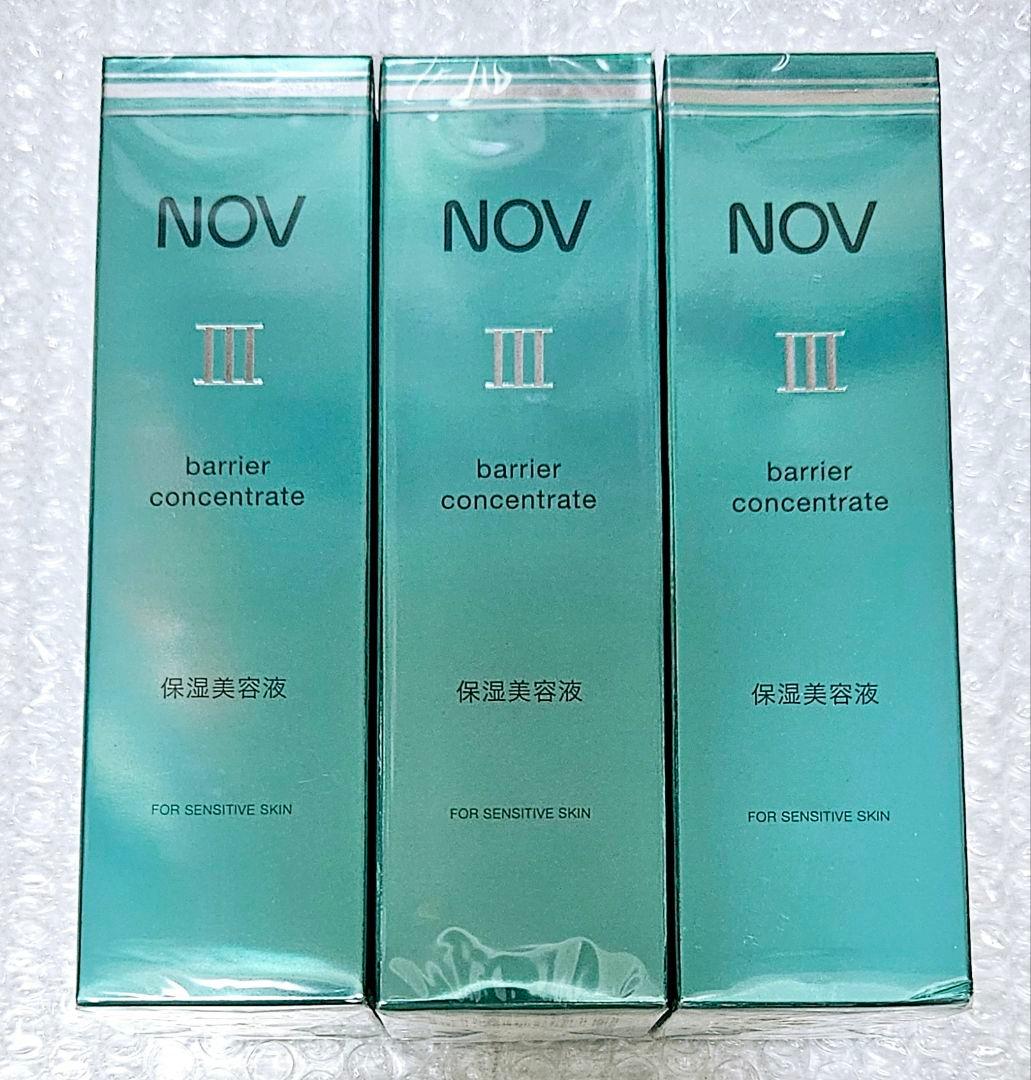 NOV
III
barrier
concentrate
保湿美容液
FOR SENSITIVE SKIN
NOV
III
barrier
concentrate
保湿美容液
FOR SENSITIVE SKIN
NOV
III
barrier
concentrate
保湿美容液
FOR SENSITIVE SKIN